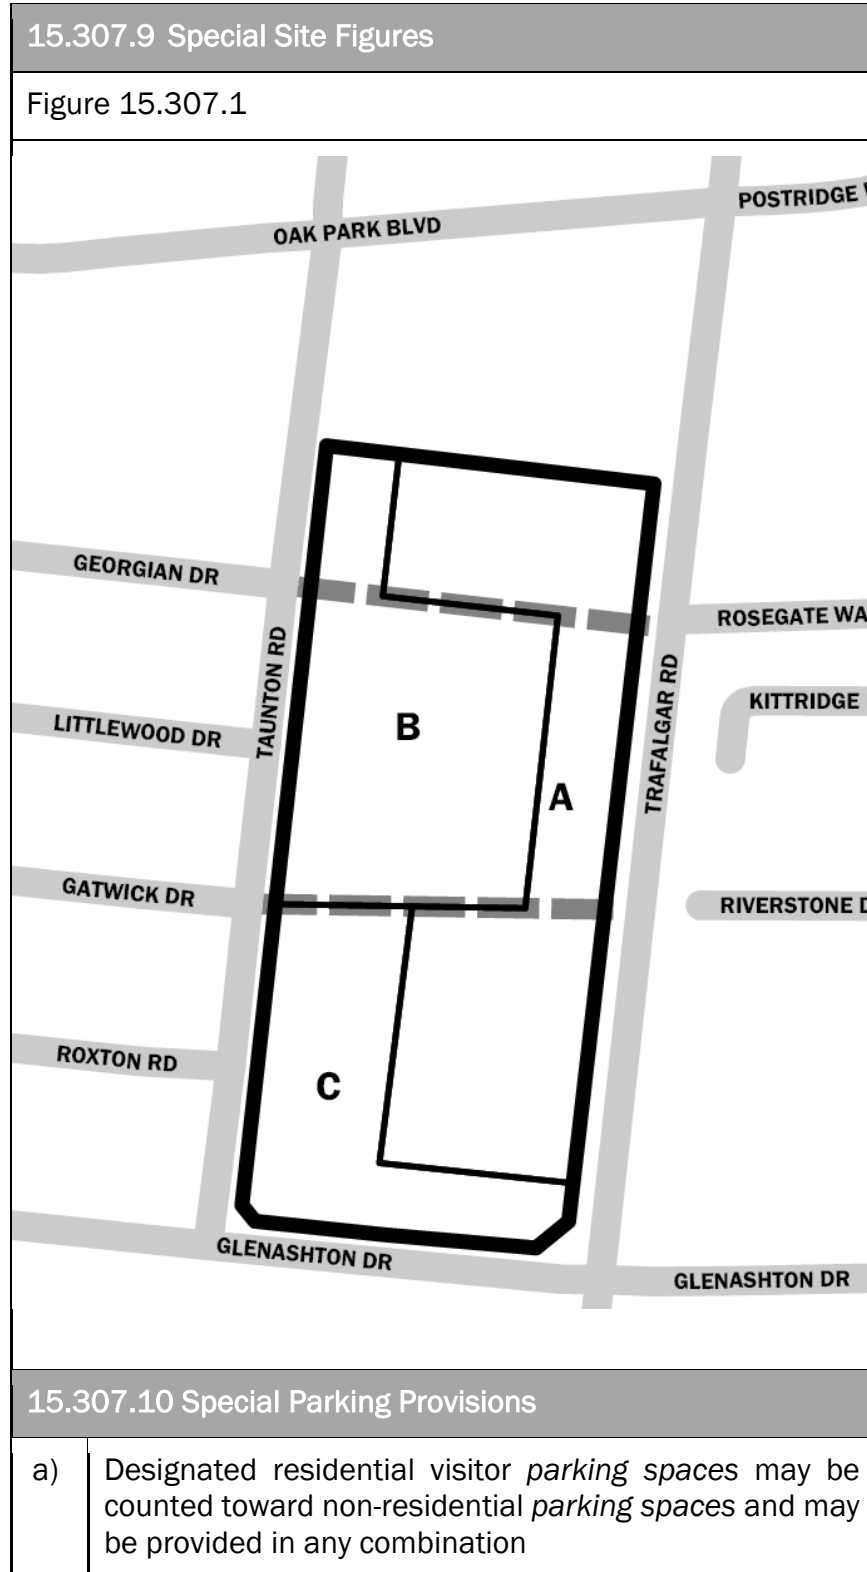 15.307.9 Special Site Figures
Figure 15.307.1
POSTRIDGE
OAK PARK BLVD
GEORGIAN DR
ROSEGATE WA
TAUNTON RD
TRAFALGAR RD
KITTRIDGE
LITTLEWOOD DR
B
A
GATWICK DR
RIVERSTONE D
ROXTON RD
C
GLENASHTON DR
GLENASHTON DR
15.307.10 Special Parking Provisions
a) Designated residential visitor parking spaces may be
counted toward non-residential parking spaces and may
be provided in any combination